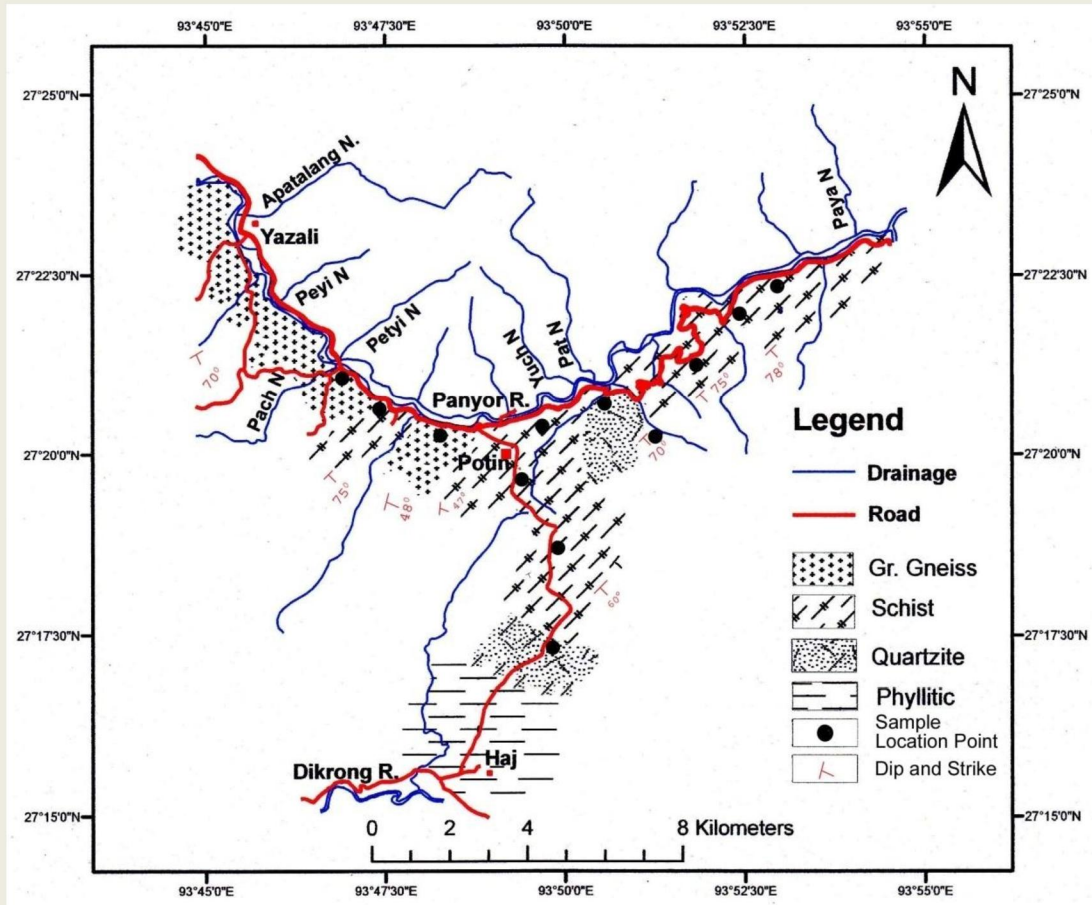 93°45'0"E 93°47'30"E 93°50'0"E 93°52'30"E 93°55'0"E
27°25'0"N 27°25'0"N
N
Apatalang N.
Paya N
Yazali
27°22'30"N 27°22'30"N
Peyi N
Petyi N
Yuch N
Pat N
70°
Pach N
Panyor R.
75°
78°
Legend
27°20'0"N 27°20'0"N
Potin
70°
Drainage
75°
48°
47°
Road
Gr. Gneiss
60°
Schist
27°17'30"N 27°17'30"N
Quartzite
Phyllitic
Sample
Location Point
Haj
Dikrong R.
Dip and Strike
27°15'0"N 27°15'0"N
0 2 4 8 Kilometers
93°45'0"E 93°47'30"E 93°50'0"E 93°52'30"E 93°55'0"E